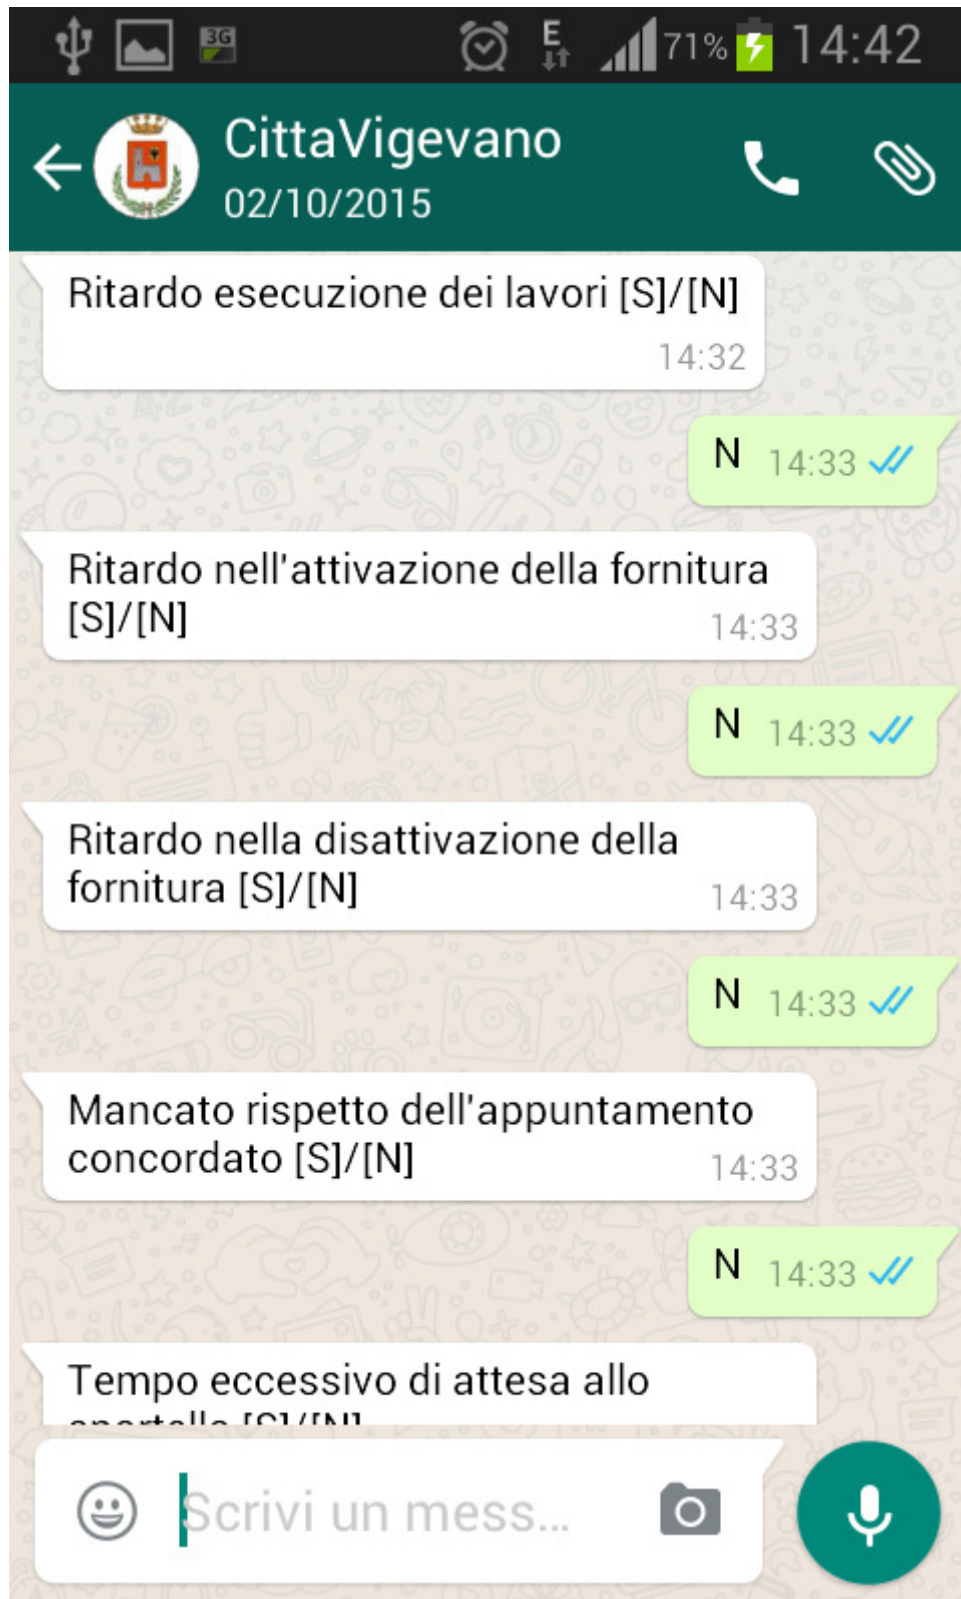 3G E 71% 14:42
CittaVigevano
02/10/2015
Ritardo esecuzione dei lavori [S]/[N]
14:32
N 14:33
Ritardo nell'attivazione della fornitura
[S]/[N] 14:33
N 14:33
Ritardo nella disattivazione della
fornitura [S]/[N] 14:33
N 14:33
Mancato rispetto dell'appuntamento
concordato [S]/[N] 14:33
N 14:33
Tempo eccessivo di attesa allo
sportello [S]/[N]
Scrivi un mess...